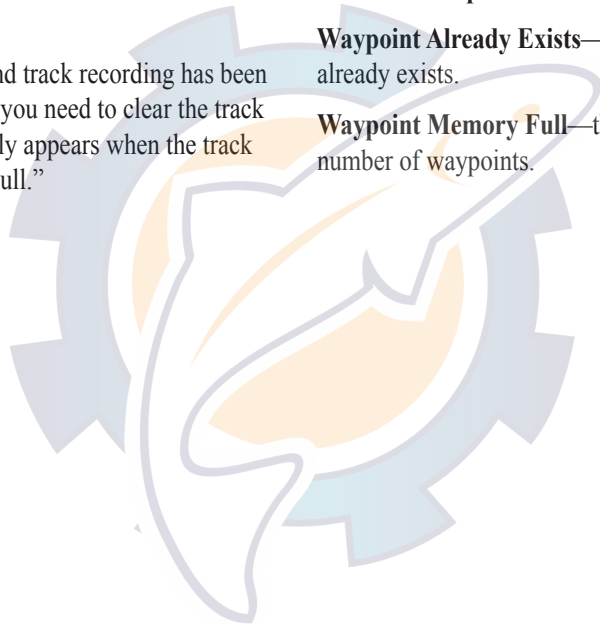 nd track recording has been
you need to clear the track
ly appears when the track
ull.”
Waypoint Already Exists—
already exists.
Waypoint Memory Full—t
number of waypoints.